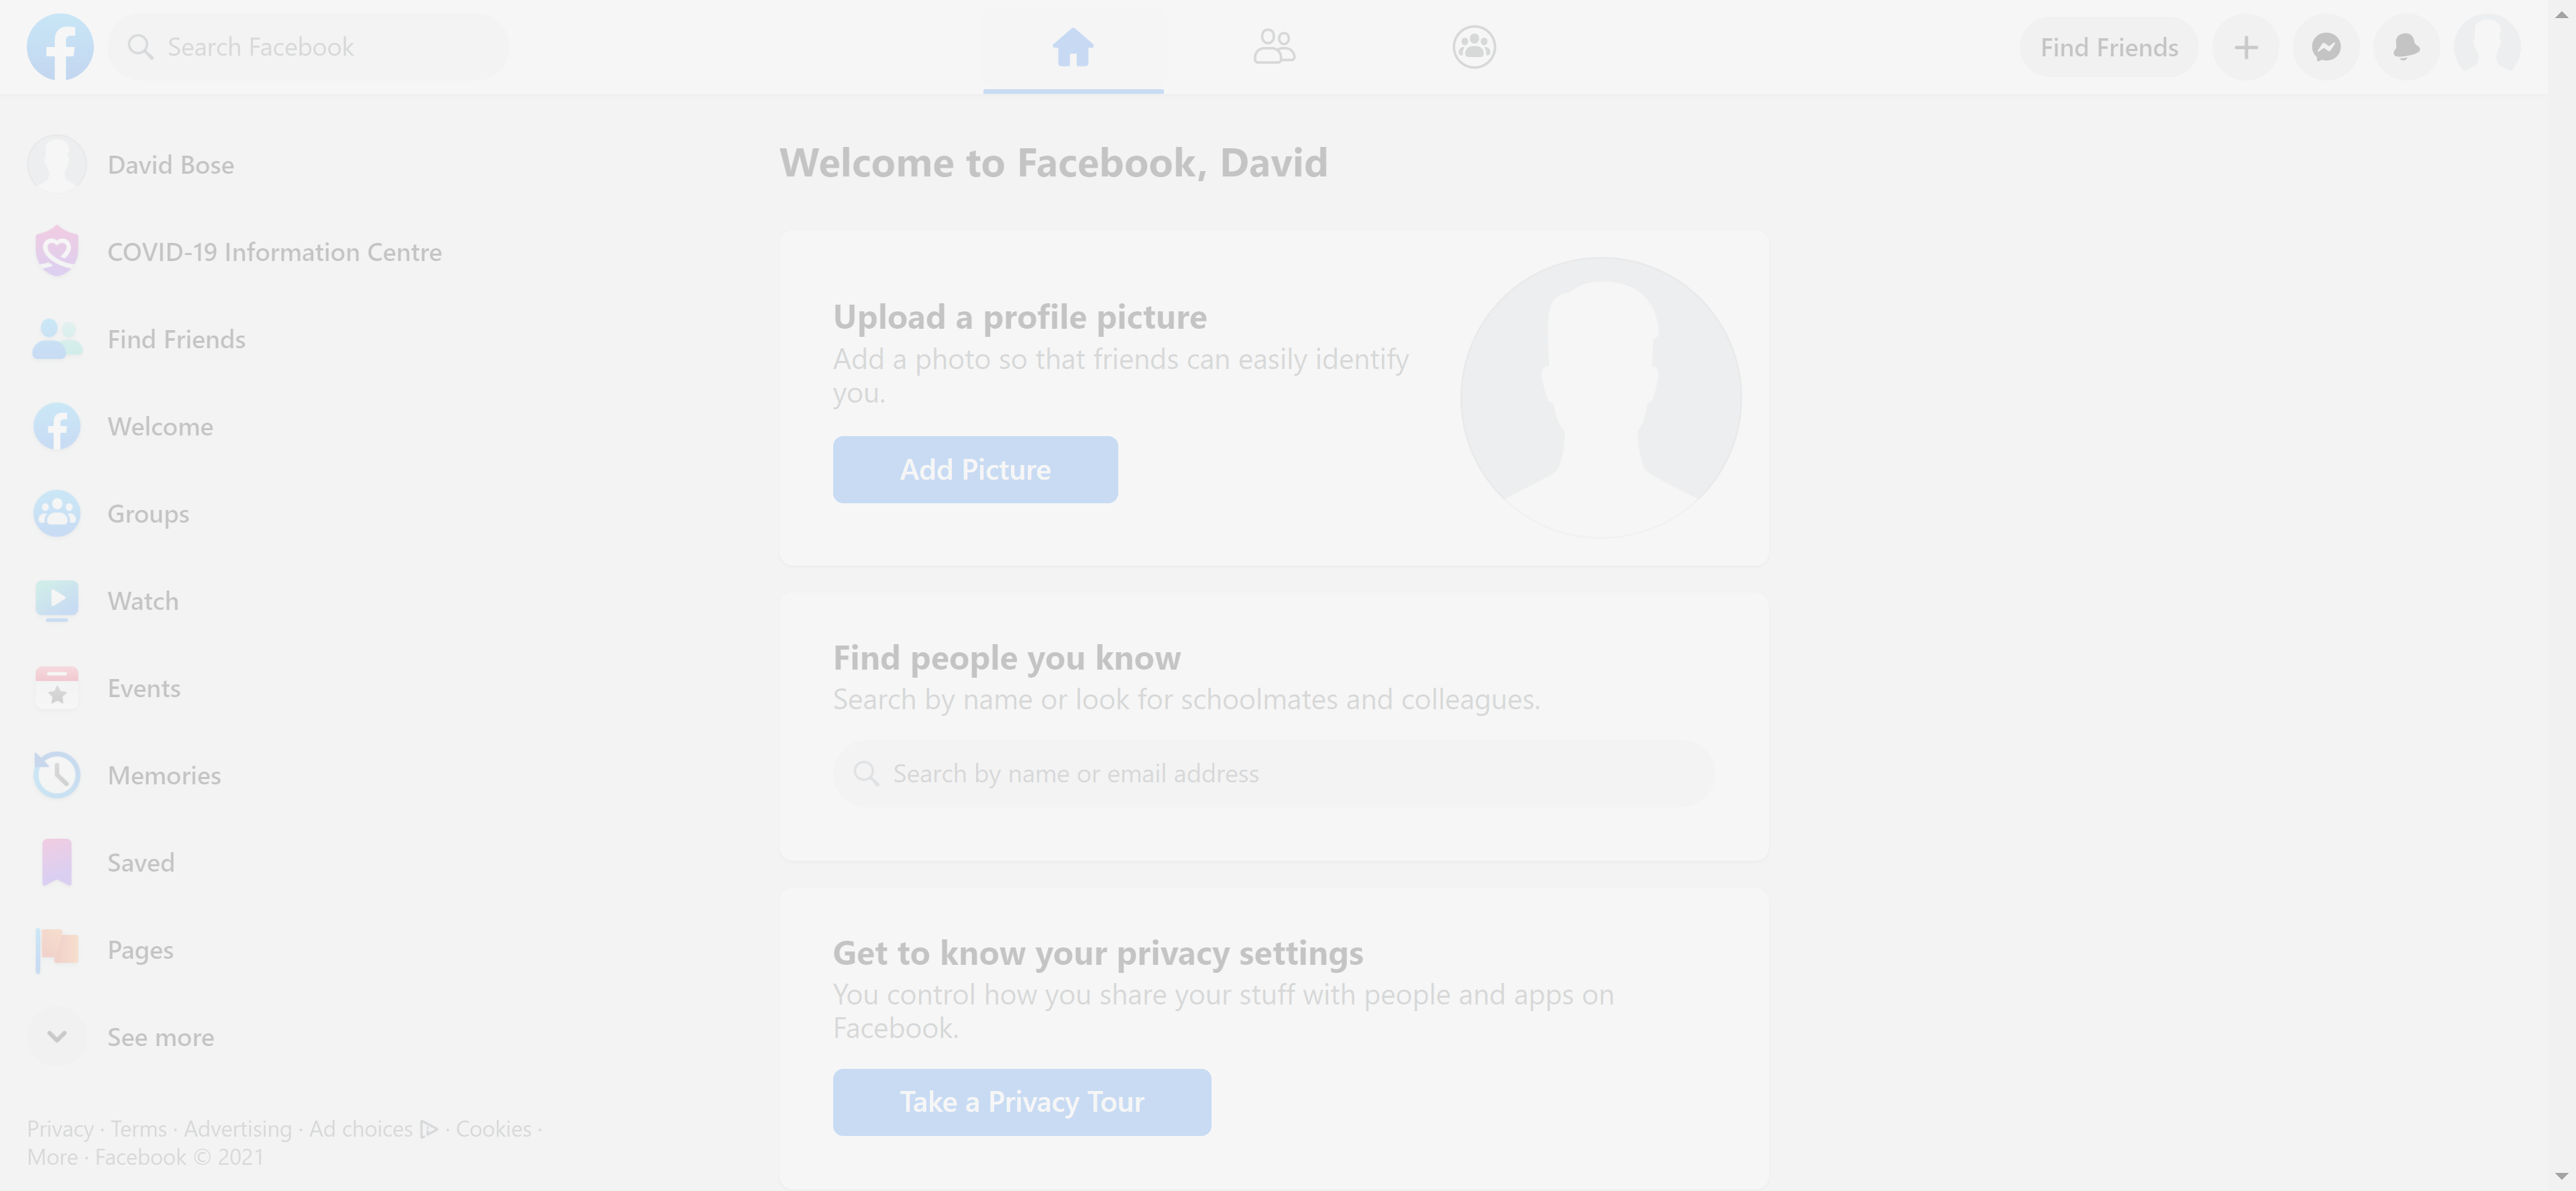 Search Facebook
Find Friends
David Bose
COVID-19 Information Centre
Find Friends
Welcome
Groups
Watch
Events
Memories
Saved
Pages
See more
Privacy · Terms · Advertising · Ad choices · Cookies ·
More · Facebook © 2021
Welcome to Facebook, David
Upload a profile picture
Add a photo so that friends can easily identify
you.
Add Picture
Find people you know
Search by name or look for schoolmates and colleagues.
Search by name or email address
Get to know your privacy settings
You control how you share your stuff with people and apps on
Facebook.
Take a Privacy Tour